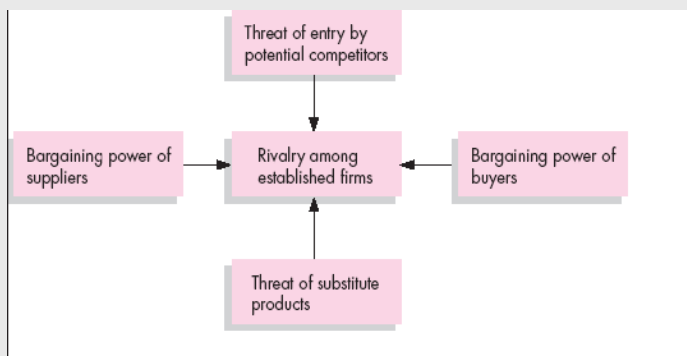 Threat of entry by
potential competitors
Bargaining power of
suppliers
Rivalry among
established firms
Bargaining power of
buyers
Threat of substitute
products